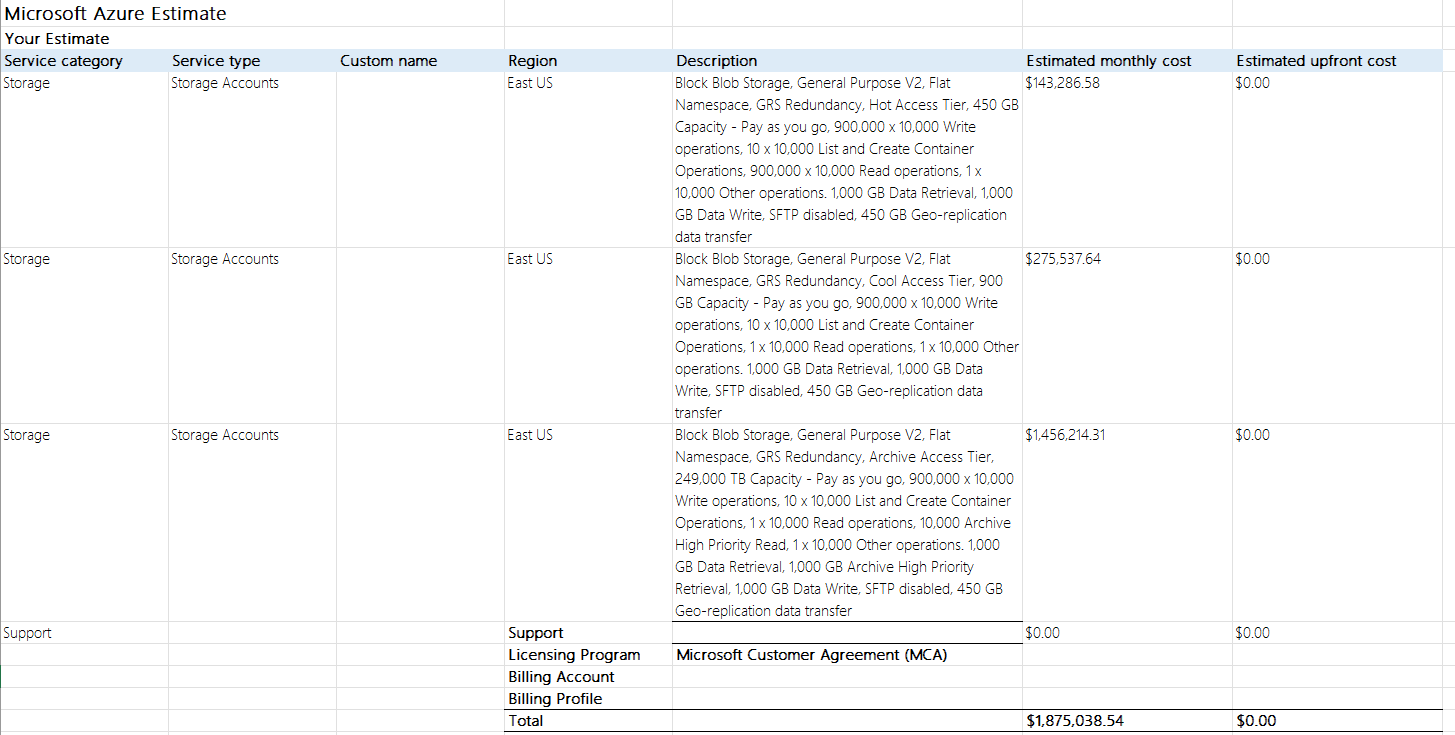 Microsoft Azure Estimate
Your Estimate
Service category Service type Custom name Region Description Estimated monthly cost Estimated upfront cost
Storage Storage Accounts East US Block Blob Storage, General Purpose V2, Flat $143,286.58 $0.00
Namespace, GRS Redundancy, Hot Access Tier, 450 GB
Capacity - Pay as you go, 900,000 x 10,000 Write
operations, 10 x 10,000 List and Create Container
Operations, 900,000 x 10,000 Read operations, 1 x
10,000 Other operations. 1,000 GB Data Retrieval, 1,000
GB Data Write, SFTP disabled, 450 GB Geo-replication
data transfer
Storage Storage Accounts East US Block Blob Storage, General Purpose V2, Flat $275,537.64 $0.00
Namespace, GRS Redundancy, Cool Access Tier, 900
GB Capacity - Pay as you go, 900,000 x 10,000 Write
operations, 10 x 10,000 List and Create Container
Operations, 1 x 10,000 Read operations, 1 x 10,000 Other
operations. 1,000 GB Data Retrieval, 1,000 GB Data
Write, SFTP disabled, 450 GB Geo-replication data
transfer
Storage Storage Accounts East US Block Blob Storage, General Purpose V2, Flat $1,456,214.31 $0.00
Namespace, GRS Redundancy, Archive Access Tier,
249,000 TB Capacity - Pay as you go, 900,000 x 10,000
Write operations, 10 x 10,000 List and Create Container
Operations, 1 x 10,000 Read operations, 10,000 Archive
High Priority Read, 1 x 10,000 Other operations. 1,000
GB Data Retrieval, 1,000 GB Archive High Priority
Retrieval, 1,000 GB Data Write, SFTP disabled, 450 GB
Geo-replication data transfer
Support Support $0.00 $0.00
Licensing Program Microsoft Customer Agreement (MCA)
Billing Account
Billing Profile
Total $1,875,038.54 $0.00